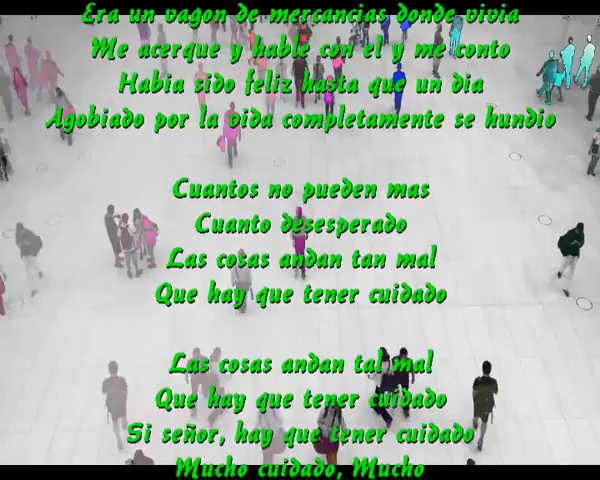 Era un vagon de mercancias donde vivia
Me acerque y hable con el y me conto
Habia sido feliz hasta que un dia
Agobiado por la vida completamente se hundio
Cuantos no pueden mas
Cuanto desesperado
Las cosas andan tan mal
Que hay que tener cuidado
Las cosas andan tal mal
Que hay que tener cuidado
Si señor, hay que tener cuidado
Mucho cuidado, Mucho